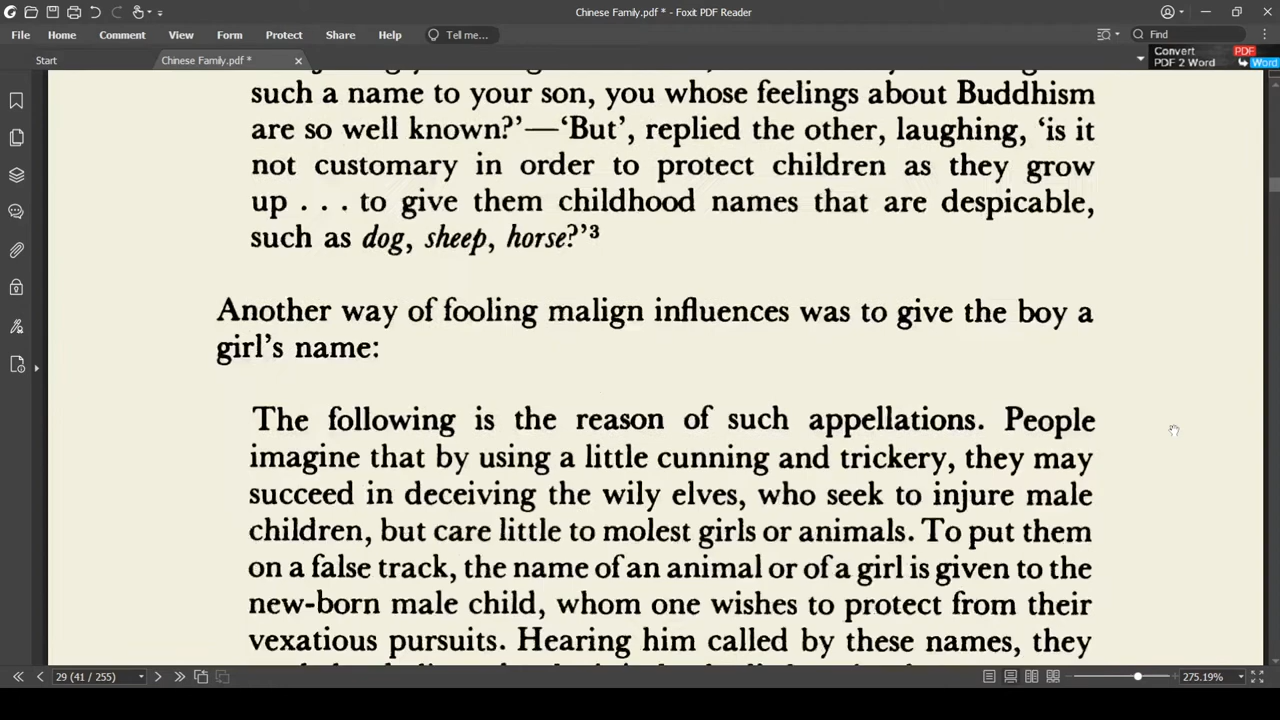 Chinese Family.pdf * - Foxit PDF Reader
File Home Comment View Form Protect Share Help Tell me... Find
Start Chinese Family.pdf * Convert PDF
PDF 2 Word Word
such a name to your son, you whose feelings about Buddhism
are so well known?’—‘But’, replied the other, laughing, ‘is it
not customary in order to protect children as they grow
up . . . to give them childhood names that are despicable,
such as dog, sheep, horse?’³
Another way of fooling malign influences was to give the boy a
girl’s name:
The following is the reason of such appellations. People
imagine that by using a little cunning and trickery, they may
succeed in deceiving the wily elves, who seek to injure male
children, but care little to molest girls or animals. To put them
on a false track, the name of an animal or of a girl is given to the
new-born male child, whom one wishes to protect from their
vexatious pursuits. Hearing him called by these names, they
29 (41 / 255) 275.19%